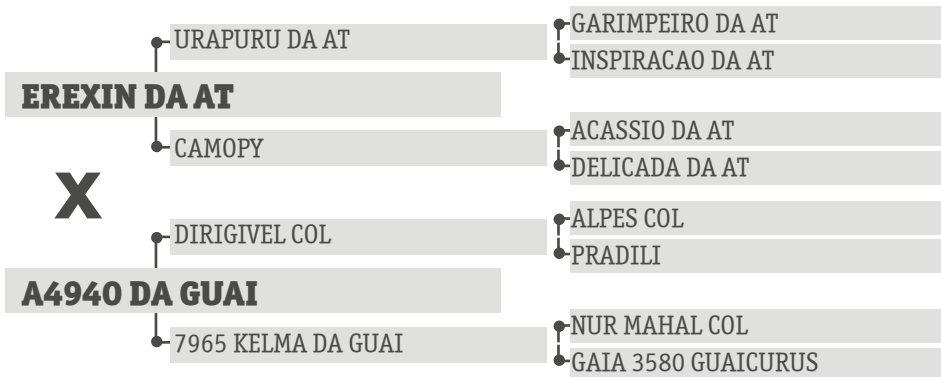 URAPURU DA AT
GARIMPEIRO DA AT
INSPIRACAO DA AT
EREXIN DA AT
CAMOPY
ACASSIO DA AT
DELICADA DA AT
X
DIRIGIVEL COL
ALPES COL
PRADILI
A4940 DA GUAI
7965 KELMA DA GUAI
NUR MAHAL COL
GAIA 3580 GUAICURUS